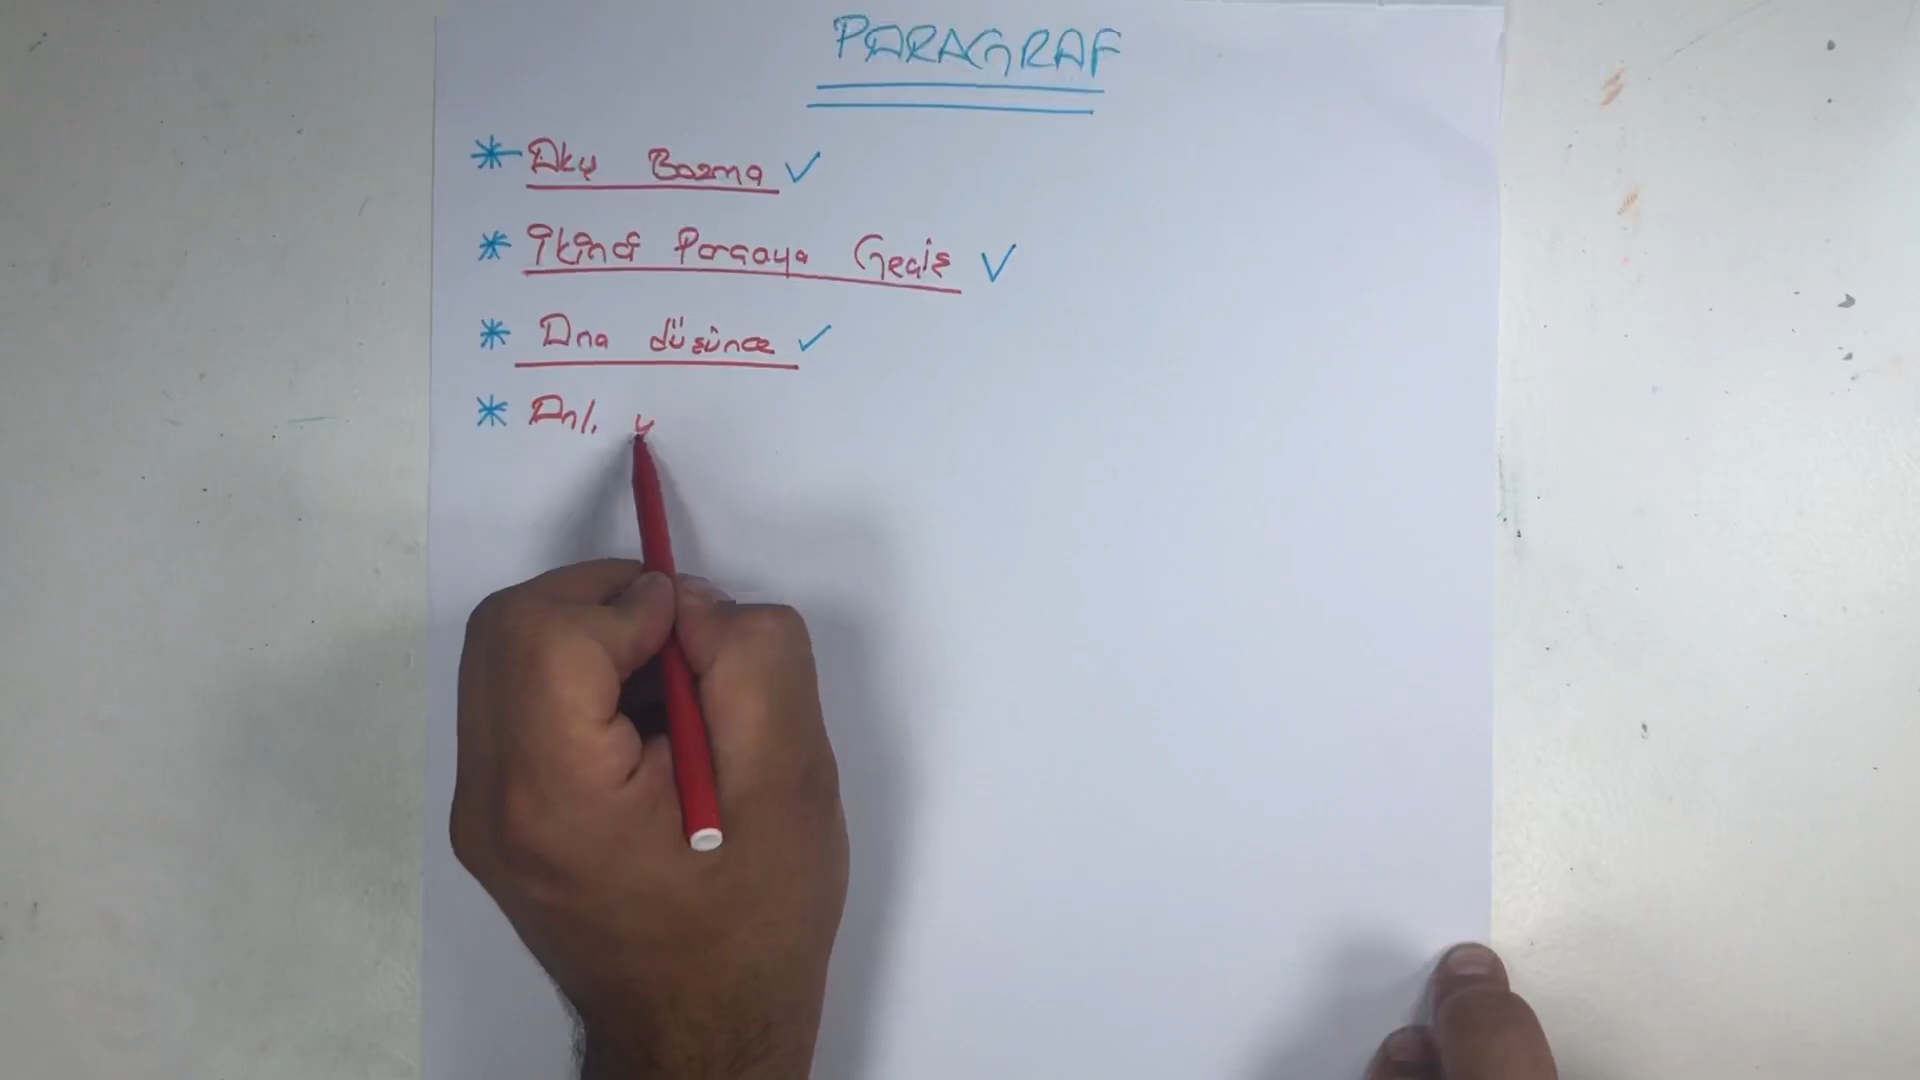 PARAGRAF
* Akış Bozma ✓
* İkinci Parçaya Geçiş ✓
* Ana düşünce ✓
* Anl. y